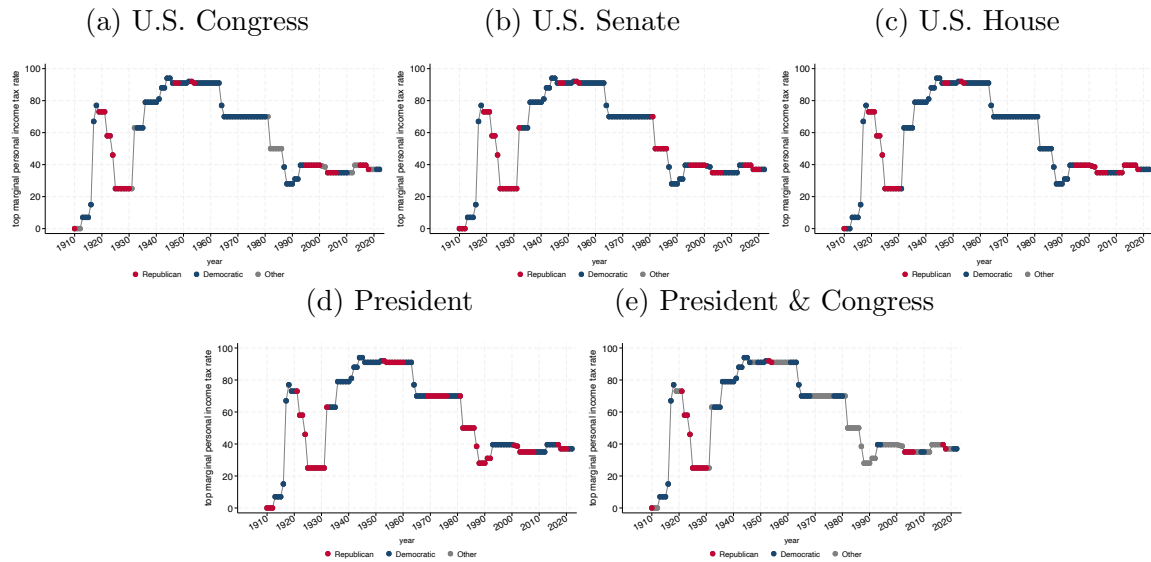 (a) U.S. Congress
top marginal personal income tax rate
100
80
60
40
20
0
1910 1920 1930 1940 1950 1960 1970 1980 1990 2000 2010 2020
year
Republican Democratic Other
(b) U.S. Senate
top marginal personal income tax rate
100
80
60
40
20
0
1910 1920 1930 1940 1950 1960 1970 1980 1990 2000 2010 2020
year
Republican Democratic Other
(c) U.S. House
top marginal personal income tax rate
100
80
60
40
20
0
1910 1920 1930 1940 1950 1960 1970 1980 1990 2000 2010 2020
year
Republican Democratic Other
(d) President
top marginal personal income tax rate
100
80
60
40
20
0
1910 1920 1930 1940 1950 1960 1970 1980 1990 2000 2010 2020
year
Republican Democratic Other
(e) President & Congress
top marginal personal income tax rate
100
80
60
40
20
0
1910 1920 1930 1940 1950 1960 1970 1980 1990 2000 2010 2020
year
Republican Democratic Other